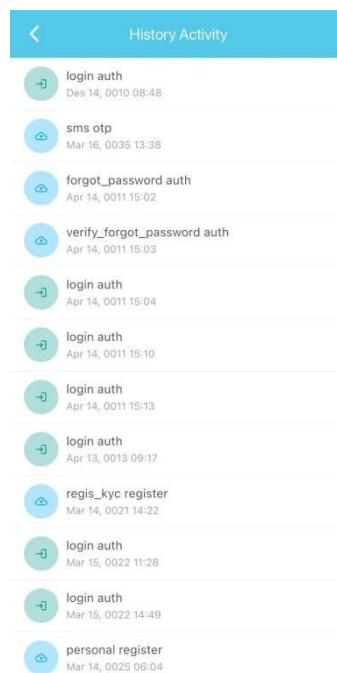 History Activity
login auth
Des 14, 0010 08:48
sms otp
Mar 16, 0035 13:38
forgot_password auth
Apr 14, 0011 15:02
verify_forgot_password auth
Apr 14, 0011 15:03
login auth
Apr 14, 0011 15:04
login auth
Apr 14, 0011 15:10
login auth
Apr 14, 0011 15:13
login auth
Apr 13, 0013 09:17
regis_kyc register
Mar 14, 0021 14:22
login auth
Mar 15, 0022 11:28
login auth
Mar 15, 0022 14:49
personal register
Mar 14, 0025 06:04